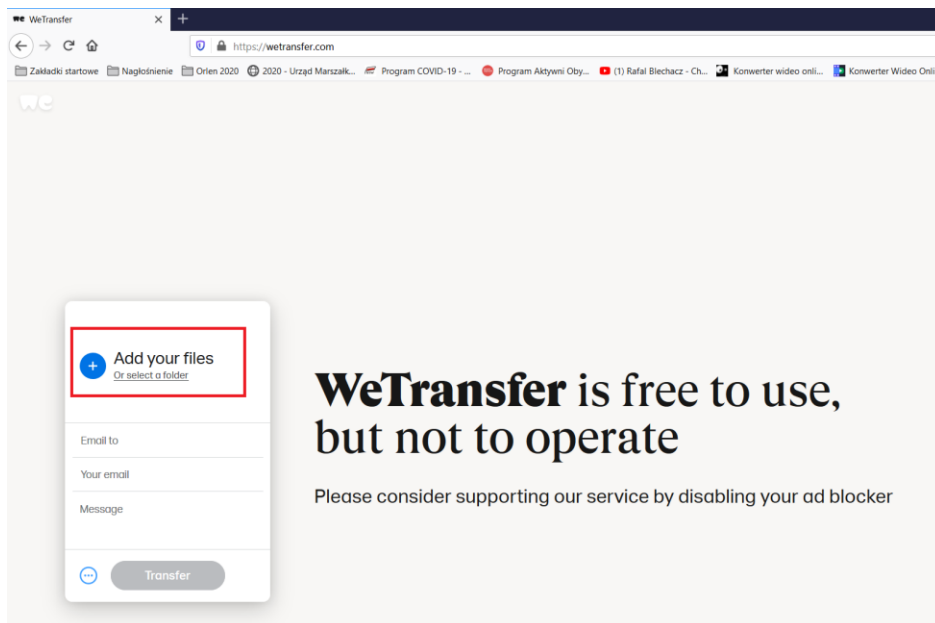 we WeTransfer
https://wetransfer.com
Zakładki startowe Nagłośnienie Orlen 2020 2020 - Urząd Marszałk... Program COVID-19 - ... Program Aktywni Oby... (1) Rafał Blechacz - Ch... Konwerter wideo onli... Konwerter Wideo Onli
we
Add your files
Or select a folder
Email to
Your email
Message
Transfer
WeTransfer is free to use,
but not to operate
Please consider supporting our service by disabling your ad blocker